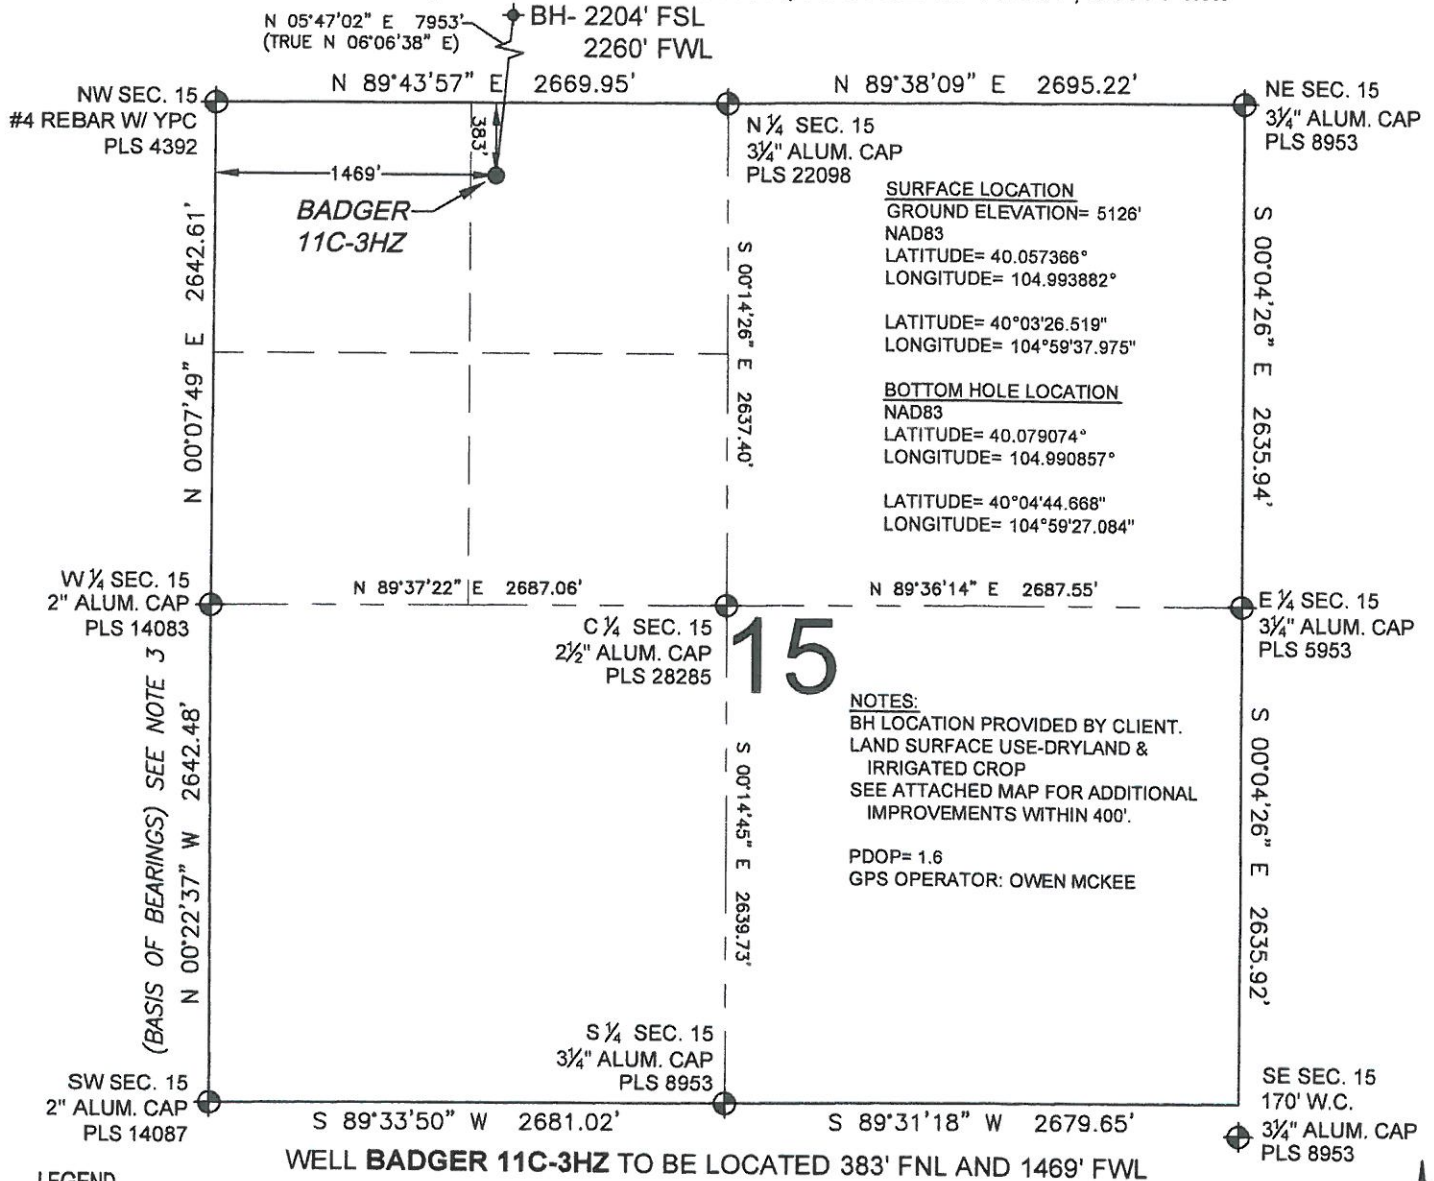 N 05°47'02" E 7953'
(TRUE N 06°06'38" E)
BH- 2204' FSL
2260' FWL
N 89°43'57" E 2669.95'
N 89°38'09" E 2695.22'
NW SEC. 15
#4 REBAR W/ YPC
PLS 4392
NE SEC. 15
3¼" ALUM. CAP
PLS 8953
N ¼ SEC. 15
3¼" ALUM. CAP
PLS 22098
383'
1469'
BADGER
11C-3HZ
SURFACE LOCATION
GROUND ELEVATION= 5126'
NAD83
LATITUDE= 40.057366°
LONGITUDE= 104.993882°
LATITUDE= 40°03'26.519"
LONGITUDE= 104°59'37.975"
BOTTOM HOLE LOCATION
NAD83
LATITUDE= 40.079074°
LONGITUDE= 104.990857°
LATITUDE= 40°04'44.668"
LONGITUDE= 104°59'27.084"
N 00°07'49" E 2642.61'
S 00°14'26" E 2637.40'
S 00°04'26" E 2635.94'
W ¼ SEC. 15
2" ALUM. CAP
PLS 14083
N 89°37'22" E 2687.06'
N 89°36'14" E 2687.55'
E ¼ SEC. 15
3¼" ALUM. CAP
PLS 5953
C ¼ SEC. 15
2½" ALUM. CAP
PLS 28285
15
NOTES:
BH LOCATION PROVIDED BY CLIENT.
LAND SURFACE USE-DRYLAND &
IRRIGATED CROP
SEE ATTACHED MAP FOR ADDITIONAL
IMPROVEMENTS WITHIN 400'.
PDOP= 1.6
GPS OPERATOR: OWEN MCKEE
(BASIS OF BEARINGS) SEE NOTE 3
N 00°22'37" W 2642.48'
S 00°14'45" E 2639.73'
S 00°04'26" E 2635.92'
S ¼ SEC. 15
3¼" ALUM. CAP
PLS 8953
SW SEC. 15
2" ALUM. CAP
PLS 14087
S 89°33'50" W 2681.02'
S 89°31'18" W 2679.65'
SE SEC. 15
170' W.C.
3¼" ALUM. CAP
PLS 8953
WELL BADGER 11C-3HZ TO BE LOCATED 383' FNL AND 1469' FWL
LEGEND